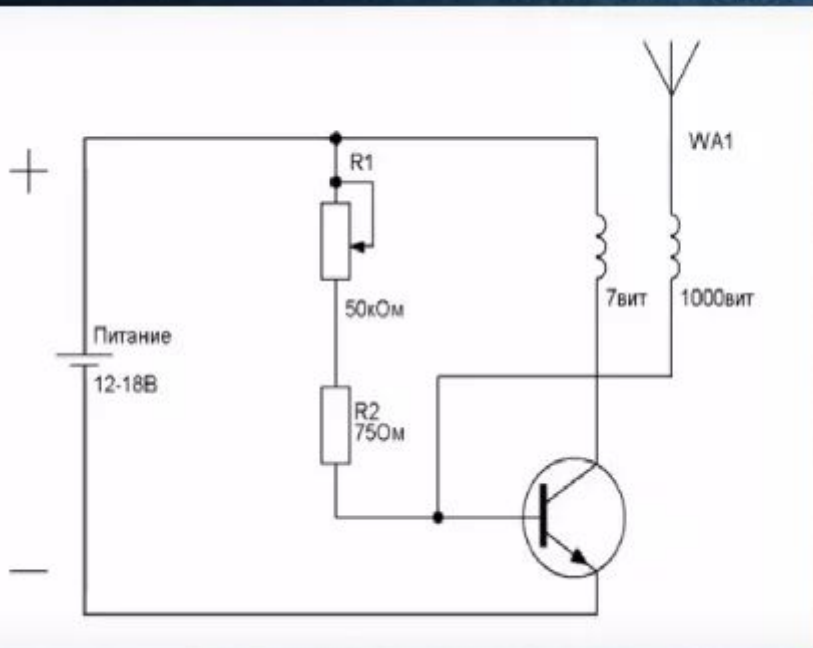 +
WA1
R1
50кОм
7вит
1000вит
Питание
12-18В
R2
75Ом
—